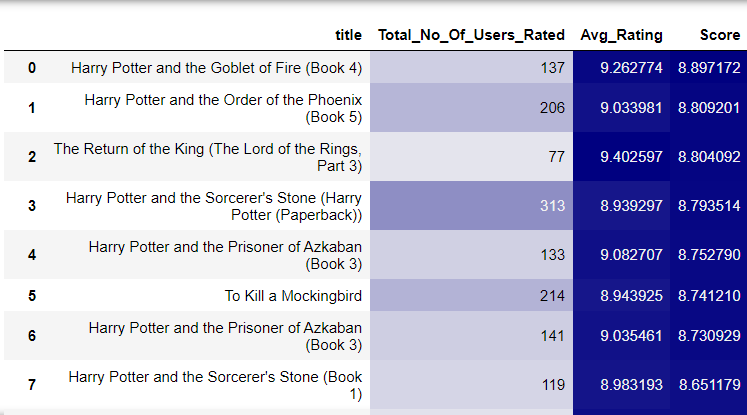 title Total_No_Of_Users_Rated Avg_Rating Score
0 Harry Potter and the Goblet of Fire (Book 4) 137 9.262774 8.897172
1 Harry Potter and the Order of the Phoenix
(Book 5) 206 9.033981 8.809201
2 The Return of the King (The Lord of the Rings,
Part 3) 77 9.402597 8.804092
3 Harry Potter and the Sorcerer's Stone (Harry
Potter (Paperback)) 313 8.939297 8.793514
4 Harry Potter and the Prisoner of Azkaban
(Book 3) 133 9.082707 8.752790
5 To Kill a Mockingbird 214 8.943925 8.741210
6 Harry Potter and the Prisoner of Azkaban
(Book 3) 141 9.035461 8.730929
7 Harry Potter and the Sorcerer's Stone (Book
1) 119 8.983193 8.651179